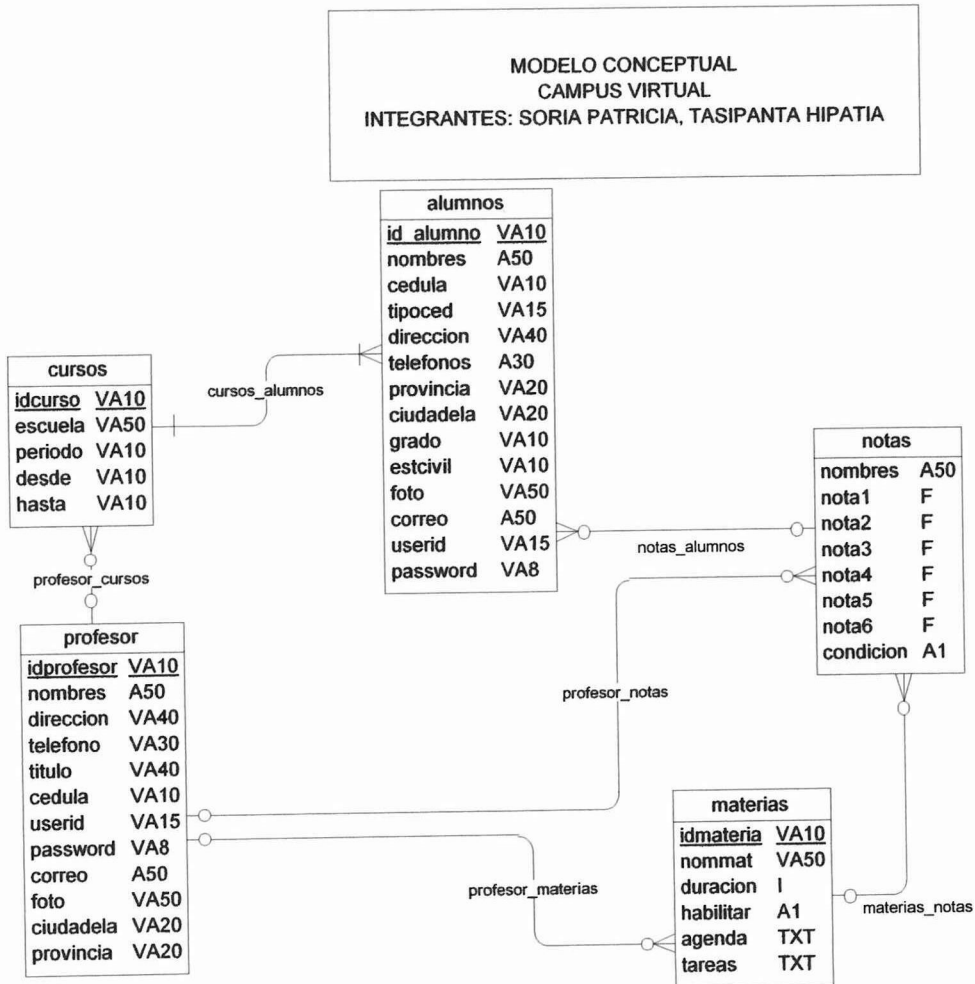 MODELO CONCEPTUAL
CAMPUS VIRTUAL
INTEGRANTES: SORIA PATRICIA, TASIPANTA HIPATIA
alumnos
id_alumno VA10
nombres A50
cedula VA10
tipoced VA15
direccion VA40
telefonos A30
provincia VA20
ciudadela VA20
grado VA10
estcivil VA10
foto VA50
correo A50
userid VA15
password VA8
cursos_alumnos
cursos
idcurso VA10
escuela VA50
periodo VA10
desde VA10
hasta VA10
profesor_cursos
notas
nombres A50
nota1 F
nota2 F
nota3 F
nota4 F
nota5 F
nota6 F
condicion A1
notas_alumnos
profesor_notas
profesor
idprofesor VA10
nombres A50
direccion VA40
telefono VA30
titulo VA40
cedula VA10
userid VA15
password VA8
correo A50
foto VA50
ciudadela VA20
provincia VA20
profesor_materias
materias
idmateria VA10
nommat VA50
duracion I
habilitar A1
agenda TXT
tareas TXT
materias_notas